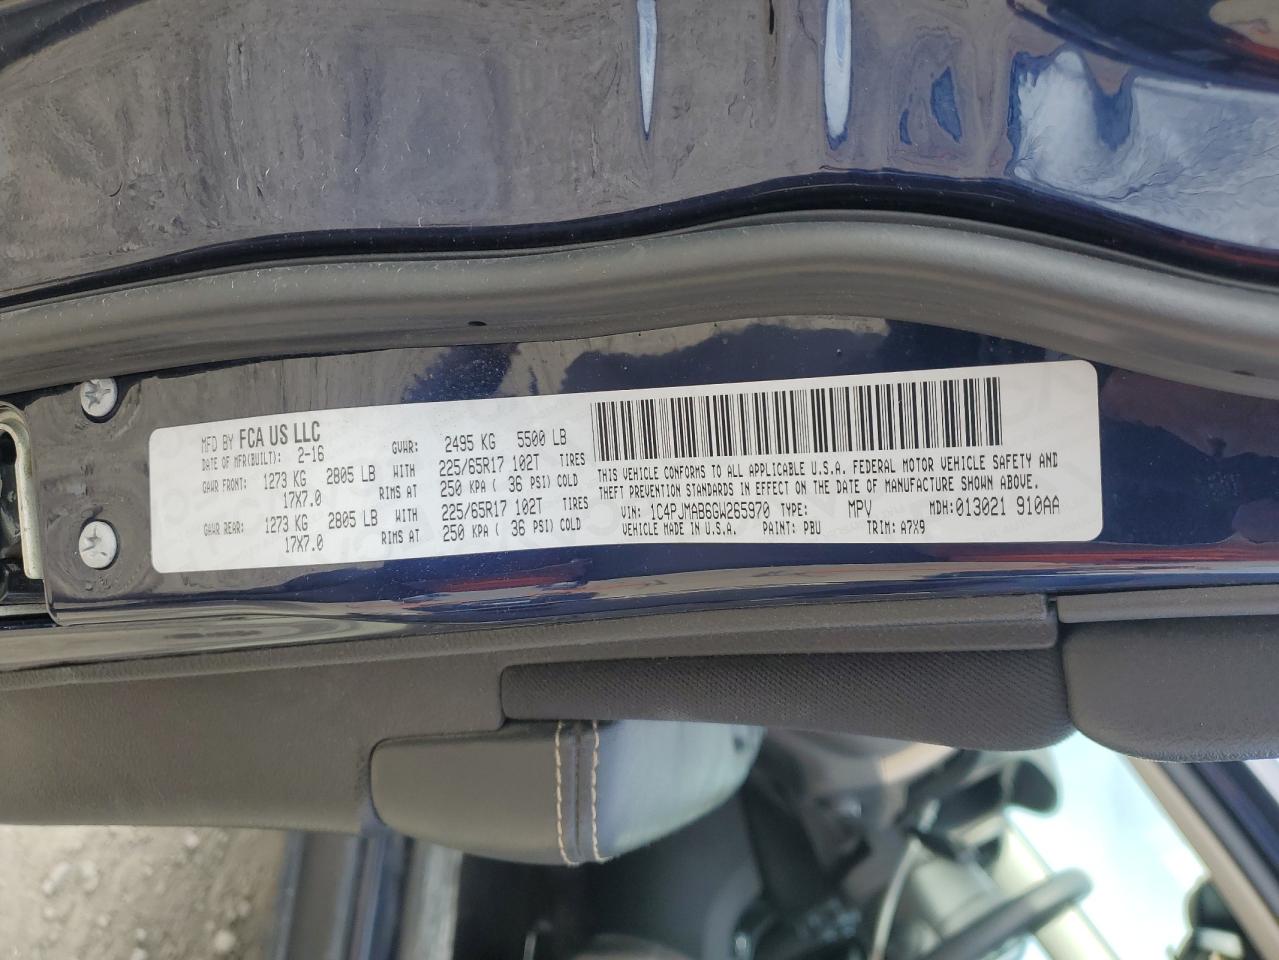 MFD BY FCA US LLC
DATE OF MFR(BUILT): 2-16 GVWR: 2495 KG 5500 LB
GAWR FRONT: 1273 KG 2805 LB WITH 225/65R17 102T TIRES
17X7.0 RIMS AT 250 KPA ( 36 PSI) COLD
GAWR REAR: 1273 KG 2805 LB WITH 225/65R17 102T TIRES
17X7.0 RIMS AT 250 KPA ( 36 PSI) COLD
THIS VEHICLE CONFORMS TO ALL APPLICABLE U.S.A. FEDERAL MOTOR VEHICLE SAFETY AND
THEFT PREVENTION STANDARDS IN EFFECT ON THE DATE OF MANUFACTURE SHOWN ABOVE.
VIN: 1C4PJMAB6GW265970 TYPE: MPV MDH: 013021 910AA
VEHICLE MADE IN U.S.A. PAINT: PBU TRIM: A7X9